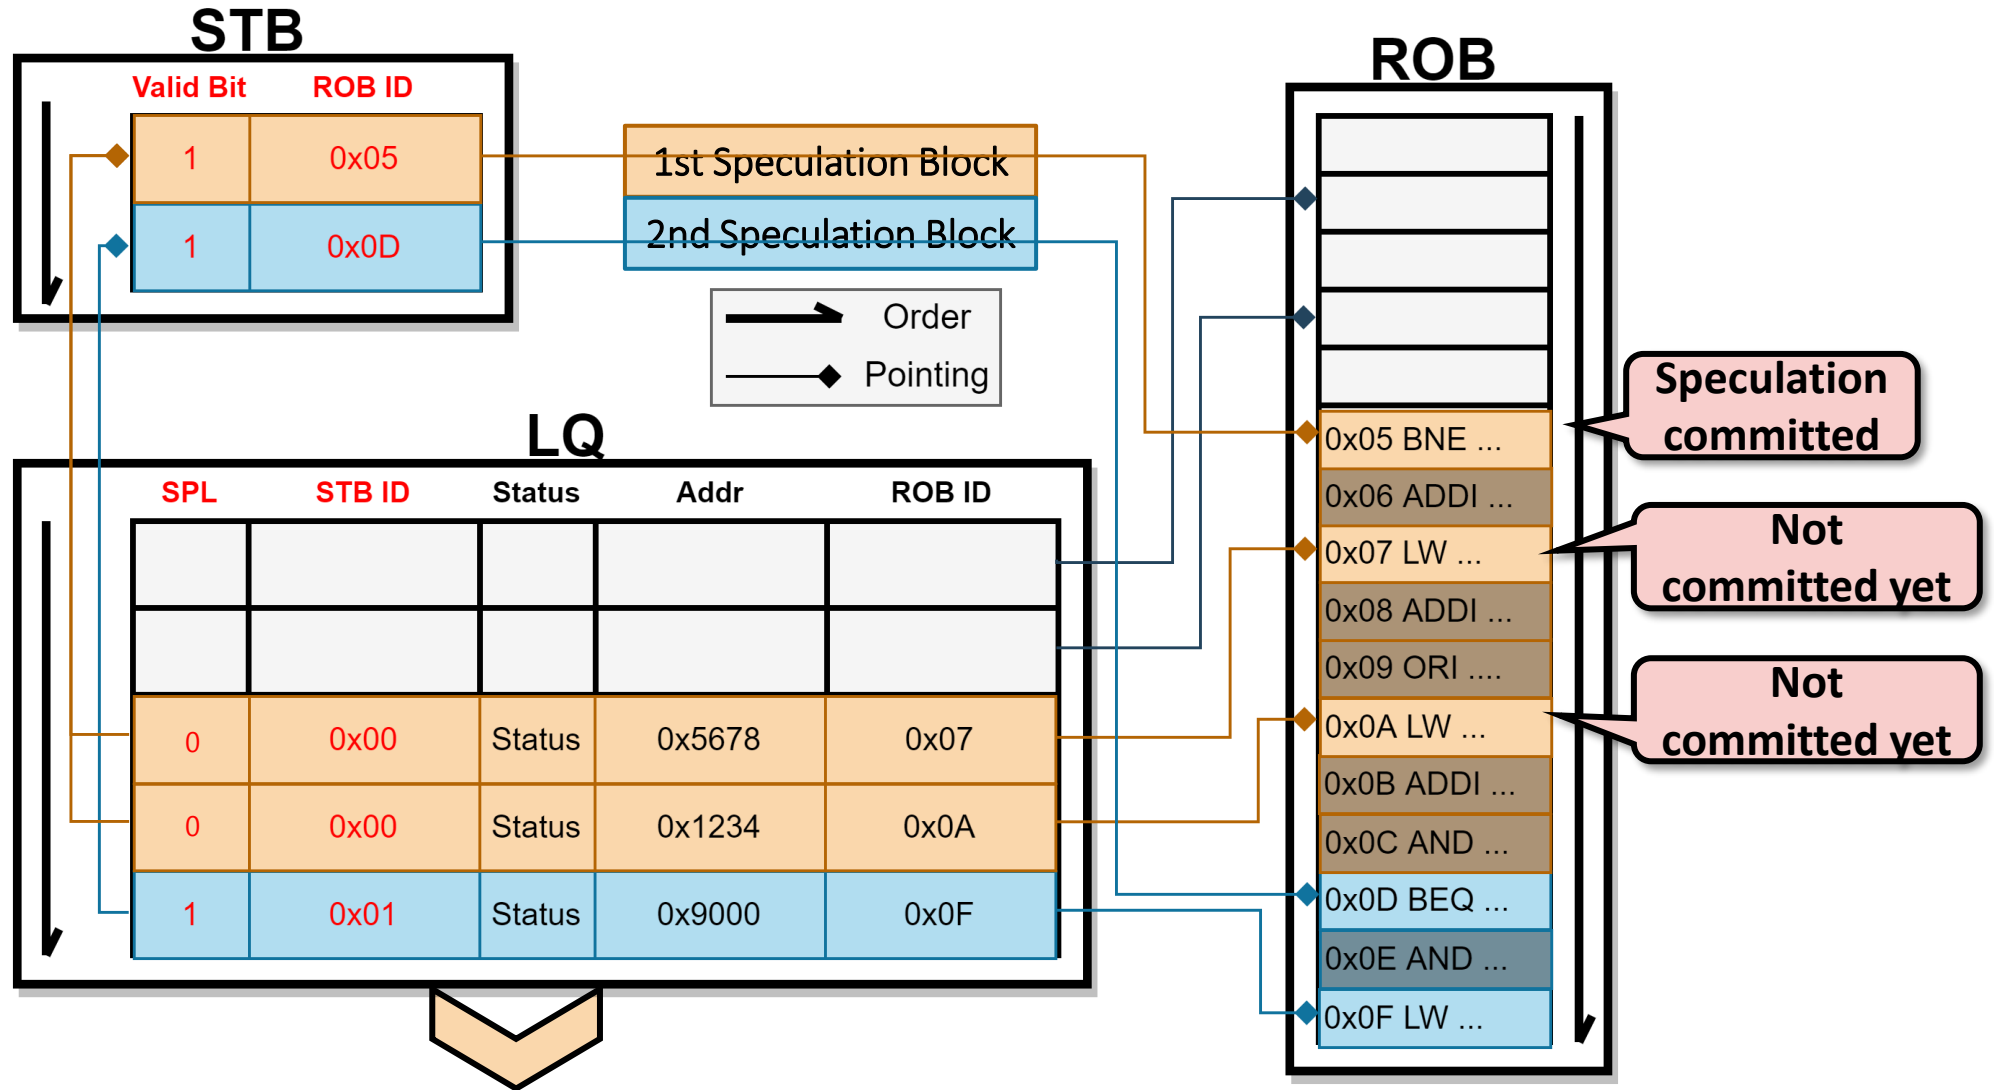 STB
Valid Bit ROB ID
1 0x05
1 0x0D
1st Speculation Block
2nd Speculation Block
Order
Pointing
LQ
SPL STB ID Status Addr ROB ID
0 0x00 Status 0x5678 0x07
0 0x00 Status 0x1234 0x0A
1 0x01 Status 0x9000 0x0F
ROB
0x05 BNE ...
0x06 ADDI ...
0x07 LW ...
0x08 ADDI ...
0x09 ORI ....
0x0A LW ...
0x0B ADDI ...
0x0C AND ...
0x0D BEQ ...
0x0E AND ...
0x0F LW ...
Speculation
committed
Not
committed yet
Not
committed yet